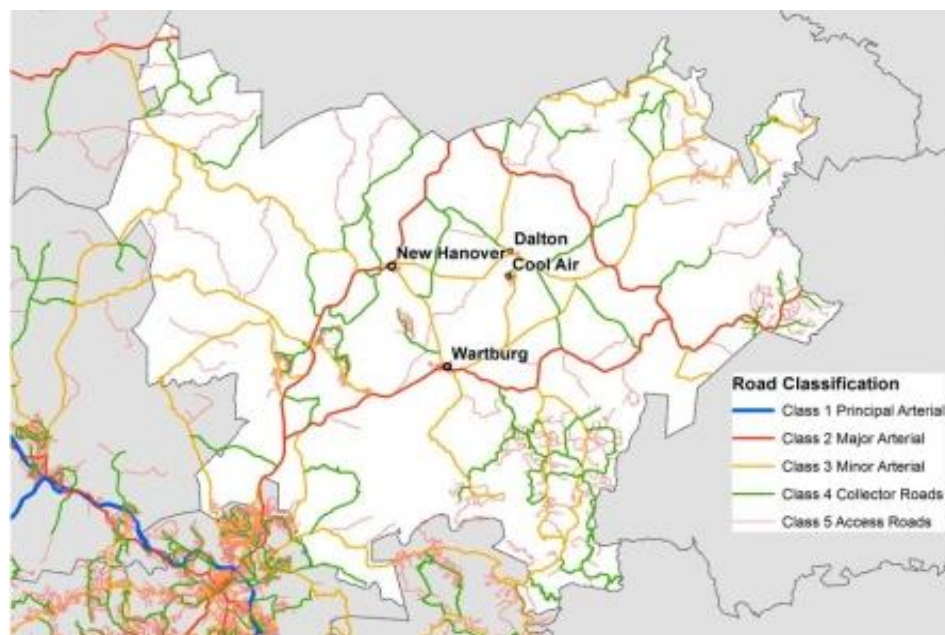 Dalton
New Hanover
Cool Air
Wartburg
Road Classification
Class 1 Principal Arterial
Class 2 Major Arterial
Class 3 Minor Arterial
Class 4 Collector Roads
Class 5 Access Roads